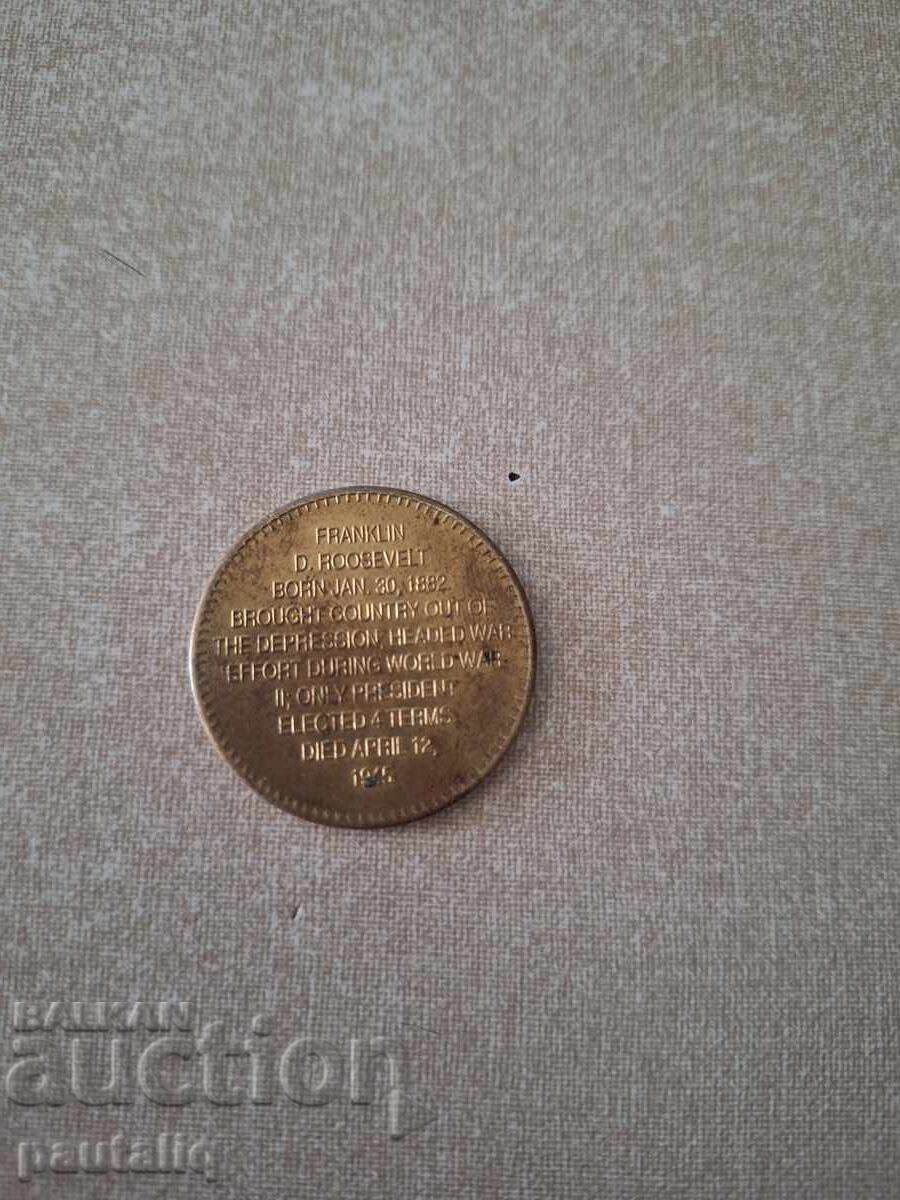 FRANKLIN
D. ROOSEVELT
BORN JAN. 30, 1882
BROUGHT COUNTRY OUT OF
THE DEPRESSION, HEADED WAR
EFFORT DURING WORLD WAR
II; ONLY PRESIDENT
ELECTED 4 TERMS
DIED APRIL 12,
1945
BALKAN
auction
pautaliq